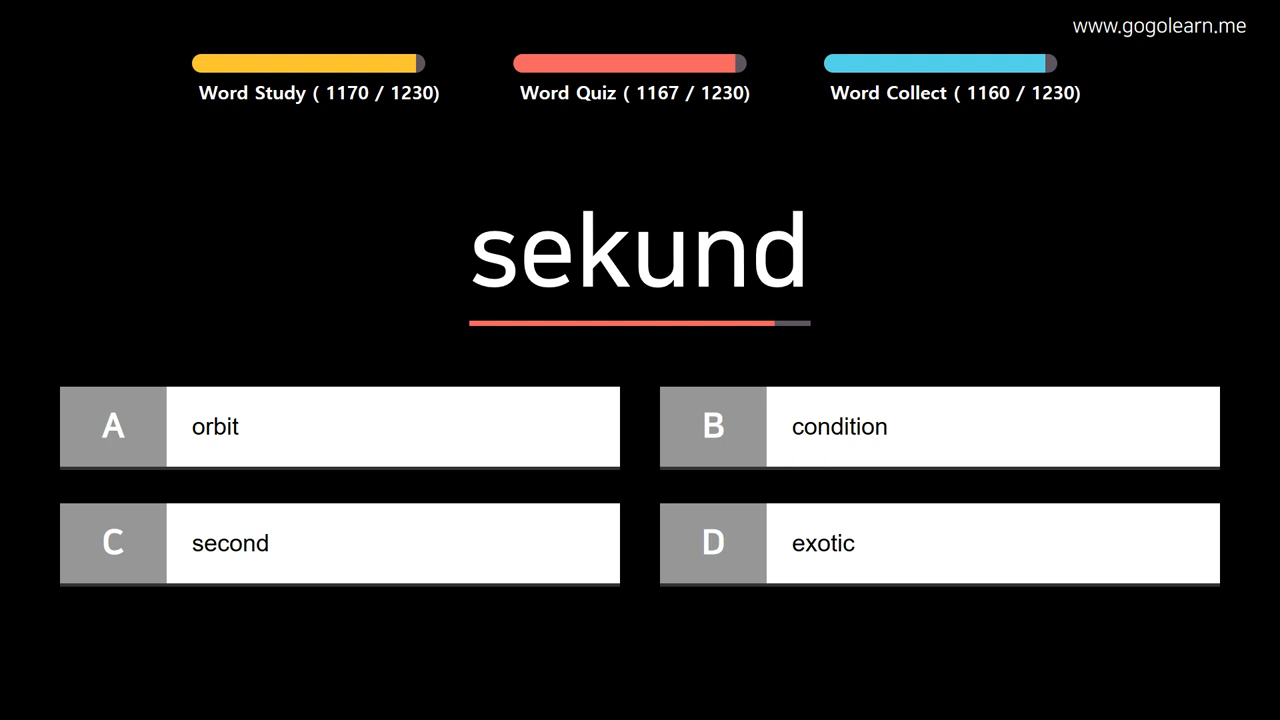 www.gogolearn.me
Word Study ( 1170 / 1230)
Word Quiz ( 1167 / 1230)
Word Collect ( 1160 / 1230)
sekund
A orbit
B condition
C second
D exotic